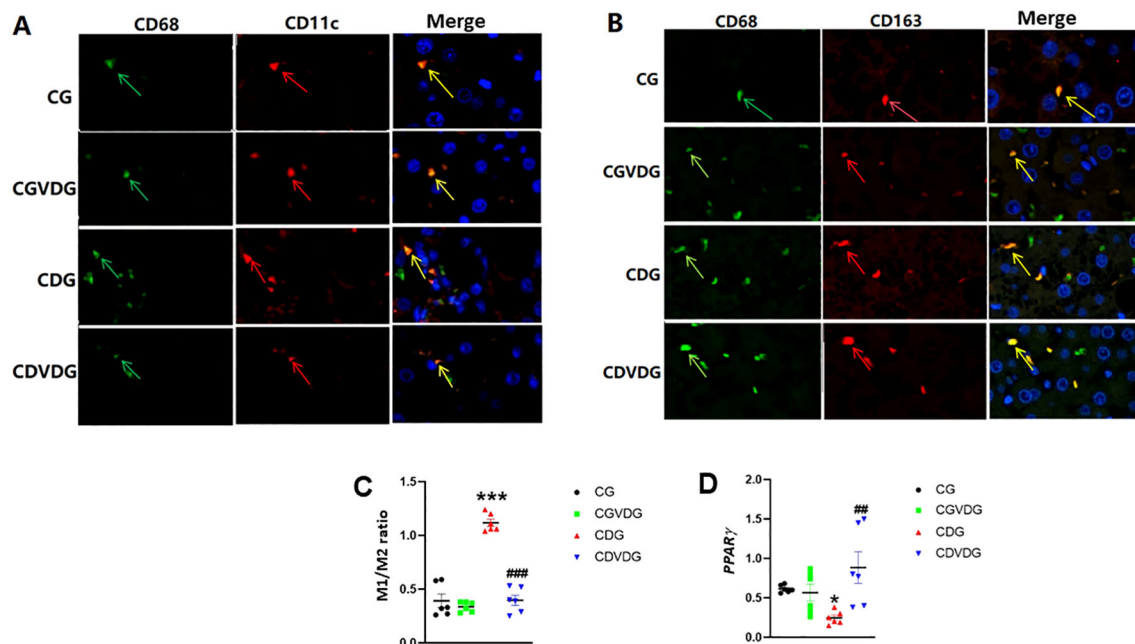 A
CD68 CD11c Merge
CG
CGVDG
CDG
CDVDG
B
CD68 CD163 Merge
CG
CGVDG
CDG
CDVDG
C
M1/M2 ratio
1.5
1.0
0.5
0.0
***
###
CG
CGVDG
CDG
CDVDG
D
PPARγ
2.0
1.5
1.0
0.5
0.0
*
##
CG
CGVDG
CDG
CDVDG